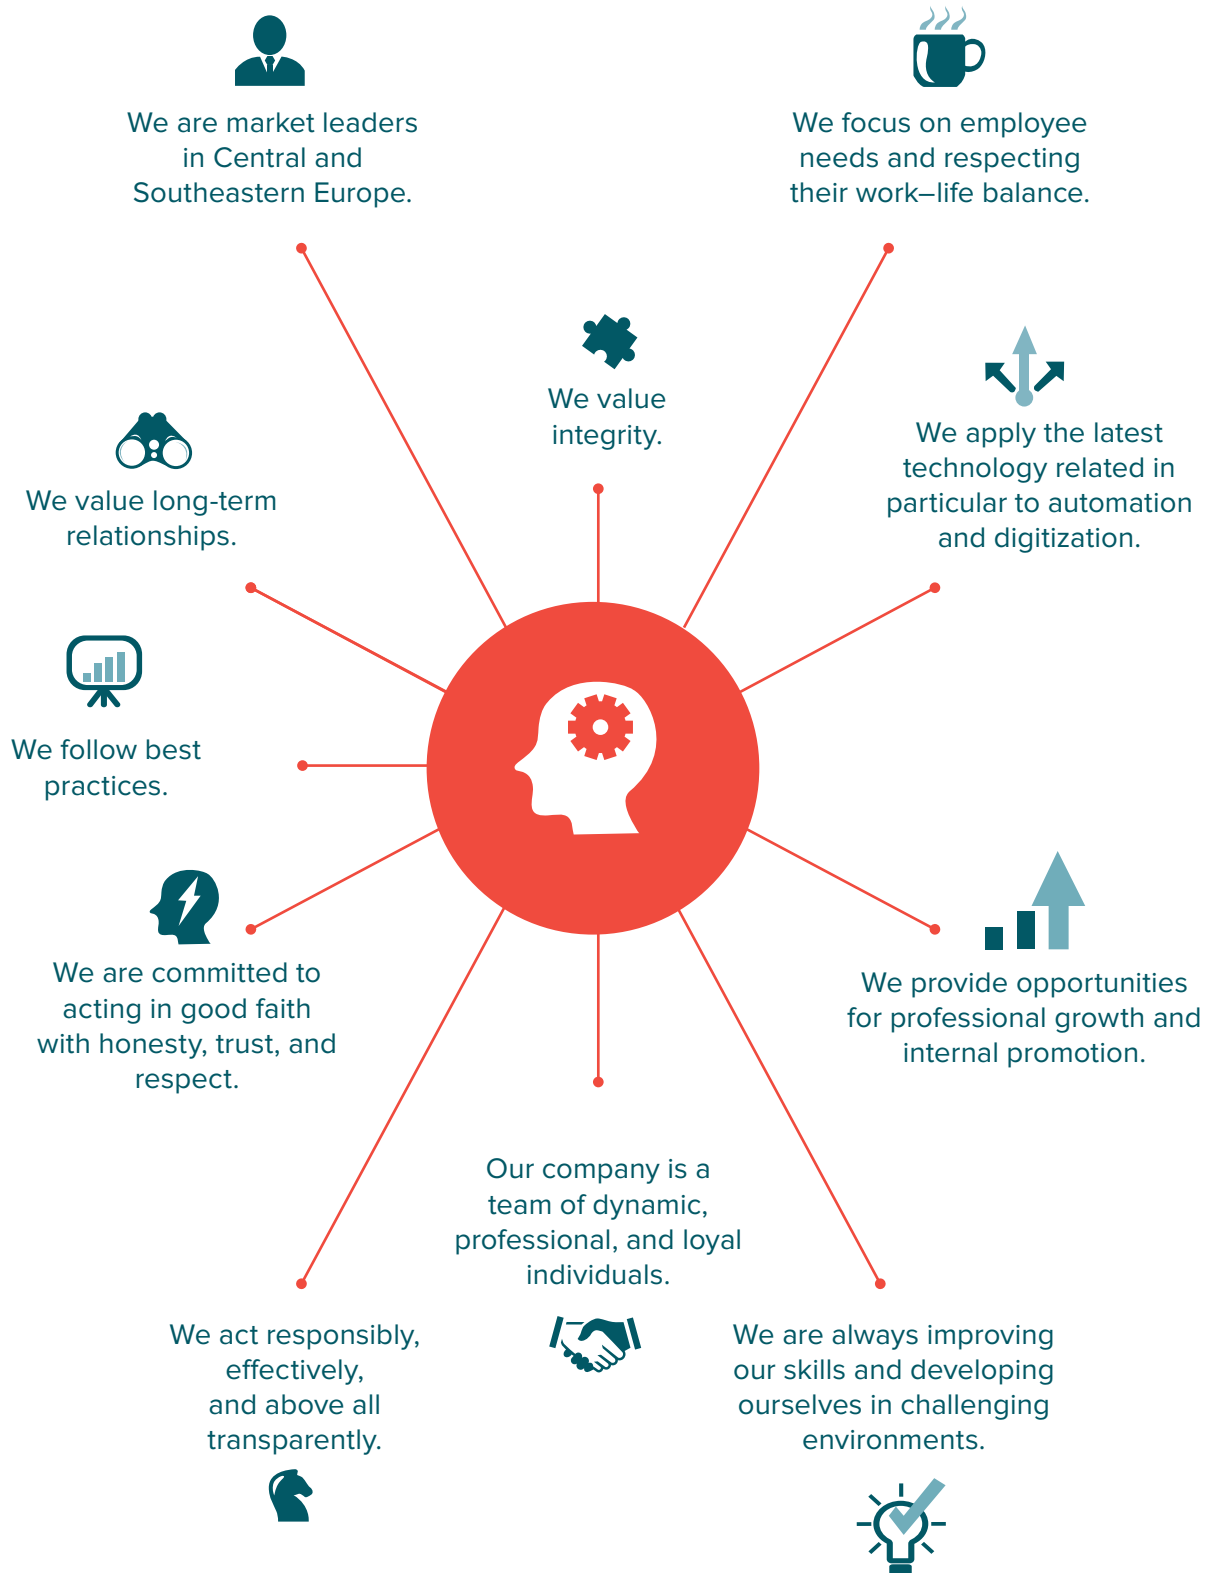 We are market leaders
in Central and
Southeastern Europe.
We focus on employee
needs and respecting
their work–life balance.
We value
integrity.
We apply the latest
technology related in
particular to automation
and digitization.
We value long-term
relationships.
We follow best
practices.
We are committed to
acting in good faith
with honesty, trust, and
respect.
We provide opportunities
for professional growth and
internal promotion.
Our company is a
team of dynamic,
professional, and loyal
individuals.
We act responsibly,
effectively,
and above all
transparently.
We are always improving
our skills and developing
ourselves in challenging
environments.